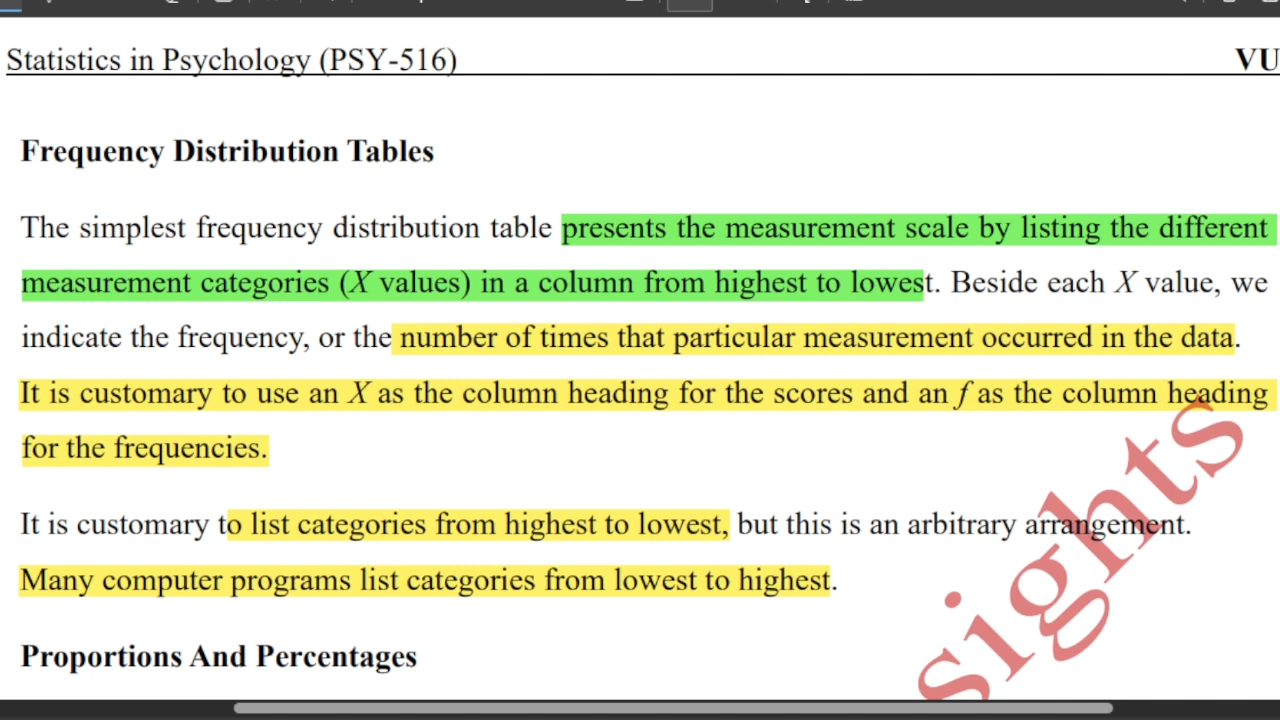 Statistics in Psychology (PSY-516) VU
Frequency Distribution Tables
The simplest frequency distribution table presents the measurement scale by listing the different
measurement categories (X values) in a column from highest to lowest. Beside each X value, we
indicate the frequency, or the number of times that particular measurement occurred in the data.
It is customary to use an X as the column heading for the scores and an f as the column heading
for the frequencies.
It is customary to list categories from highest to lowest, but this is an arbitrary arrangement.
Many computer programs list categories from lowest to highest.
sights
Proportions And Percentages